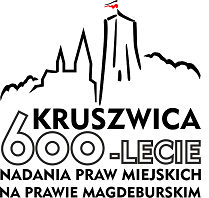 KRUSZWICA
600-LECIE
NADANIA PRAW MIEJSKICH
NA PRAWIE MAGDEBURSKIM